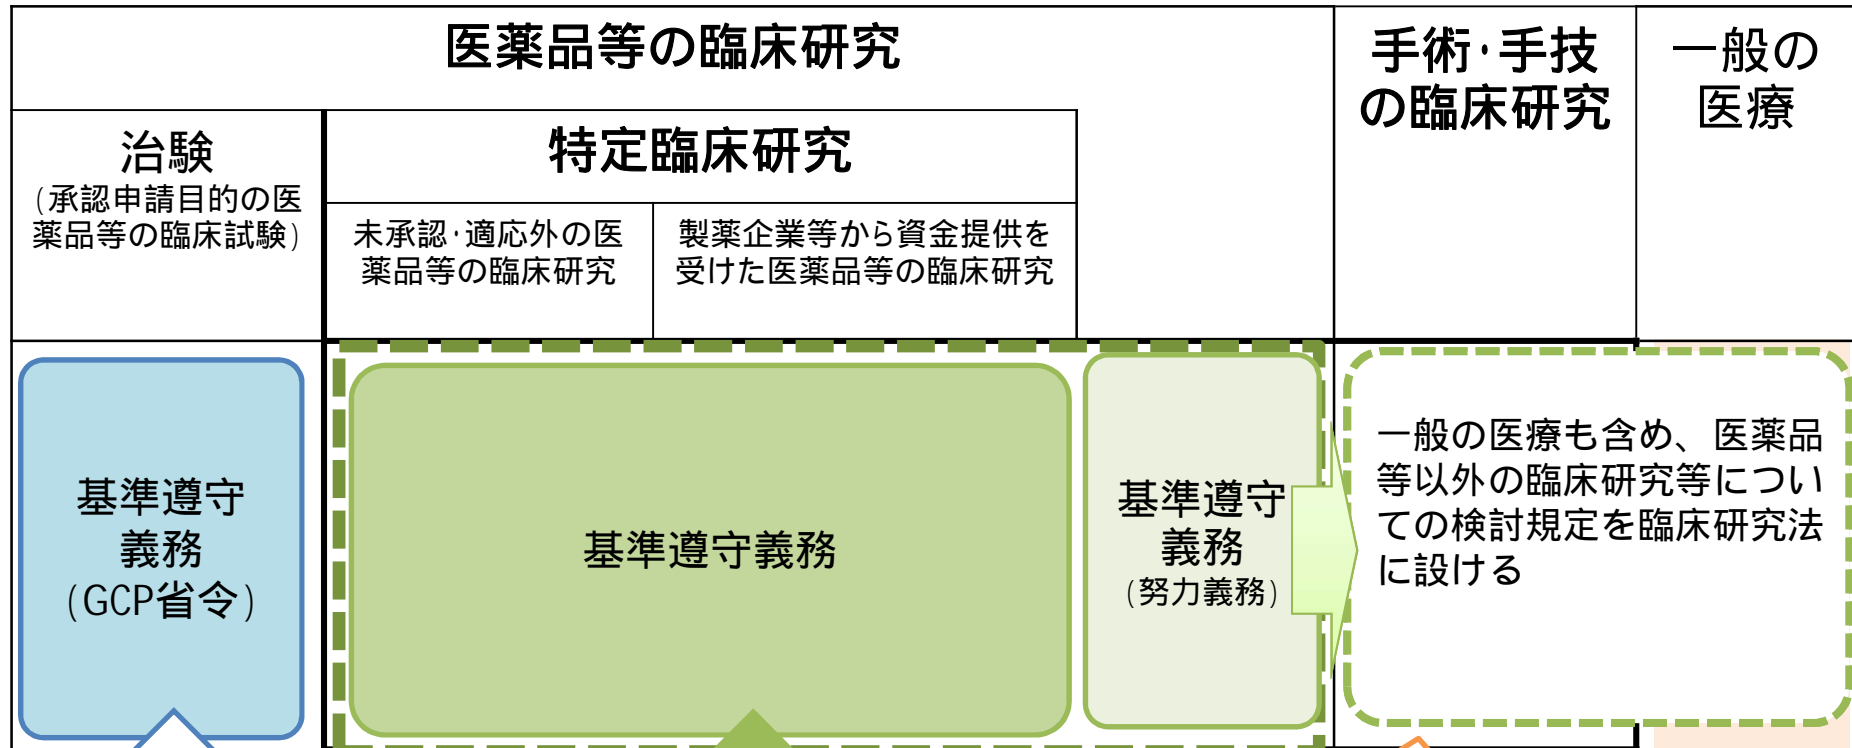 医薬品等の臨床研究
手術・手技
の臨床研究
一般の
医療
治験
(承認申請目的の医
薬品等の臨床試験)
特定臨床研究
未承認・適応外の医
薬品等の臨床研究
製薬企業等から資金提供を
受けた医薬品等の臨床研究
基準遵守
義務
(GCP省令)
基準遵守義務
基準遵守
義務
(努力義務)
一般の医療も含め、医薬品
等以外の臨床研究等につい
ての検討規定を臨床研究法
に設ける